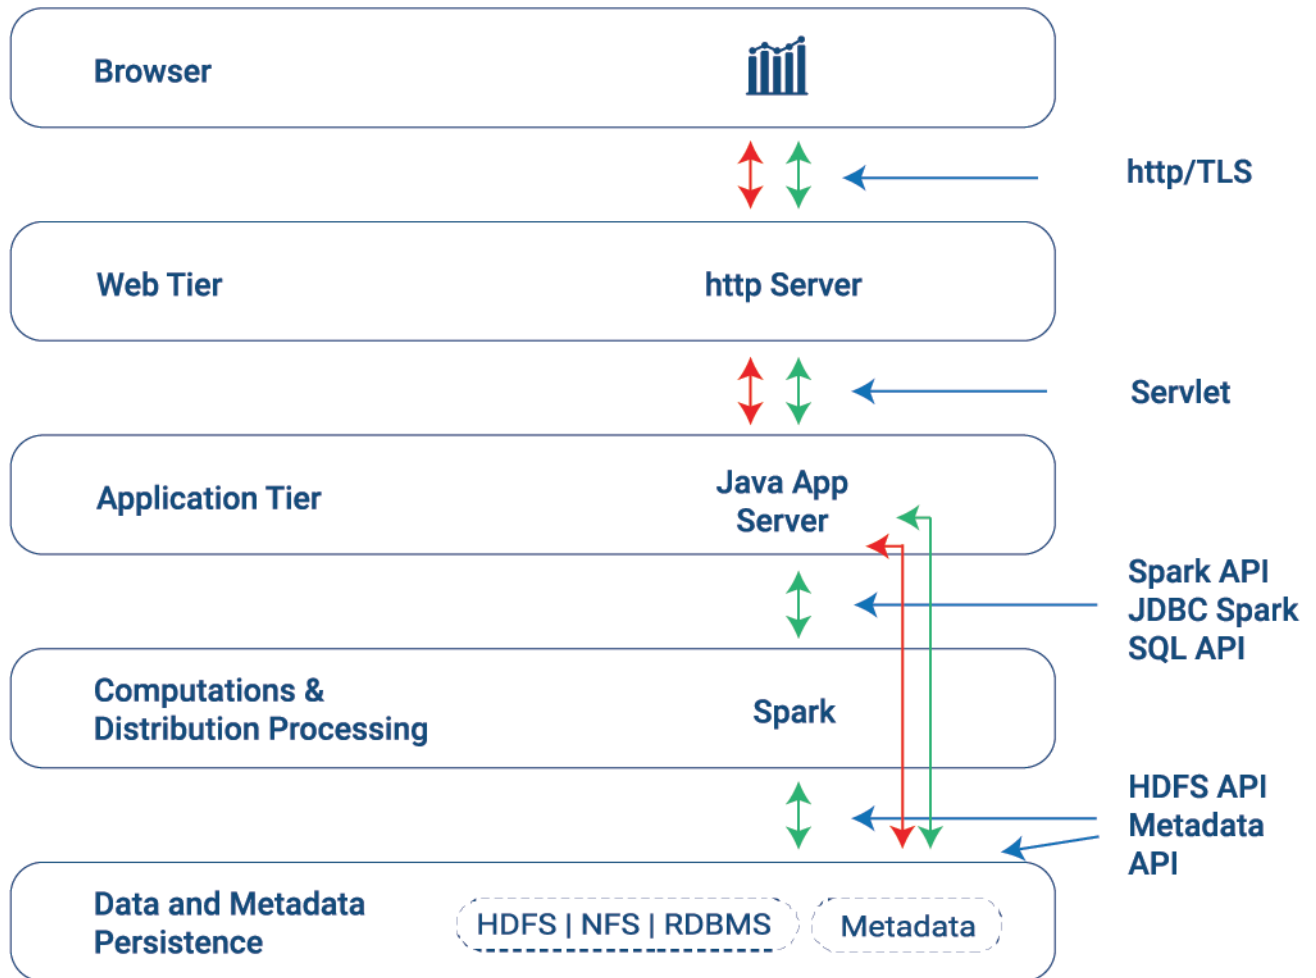 Browser
http/TLS
Web Tier
http Server
Servlet
Application Tier
Java App
Server
Spark API
JDBC Spark
SQL API
Computations &
Distribution Processing
Spark
HDFS API
Metadata
API
Data and Metadata
Persistence
HDFS | NFS | RDBMS
Metadata